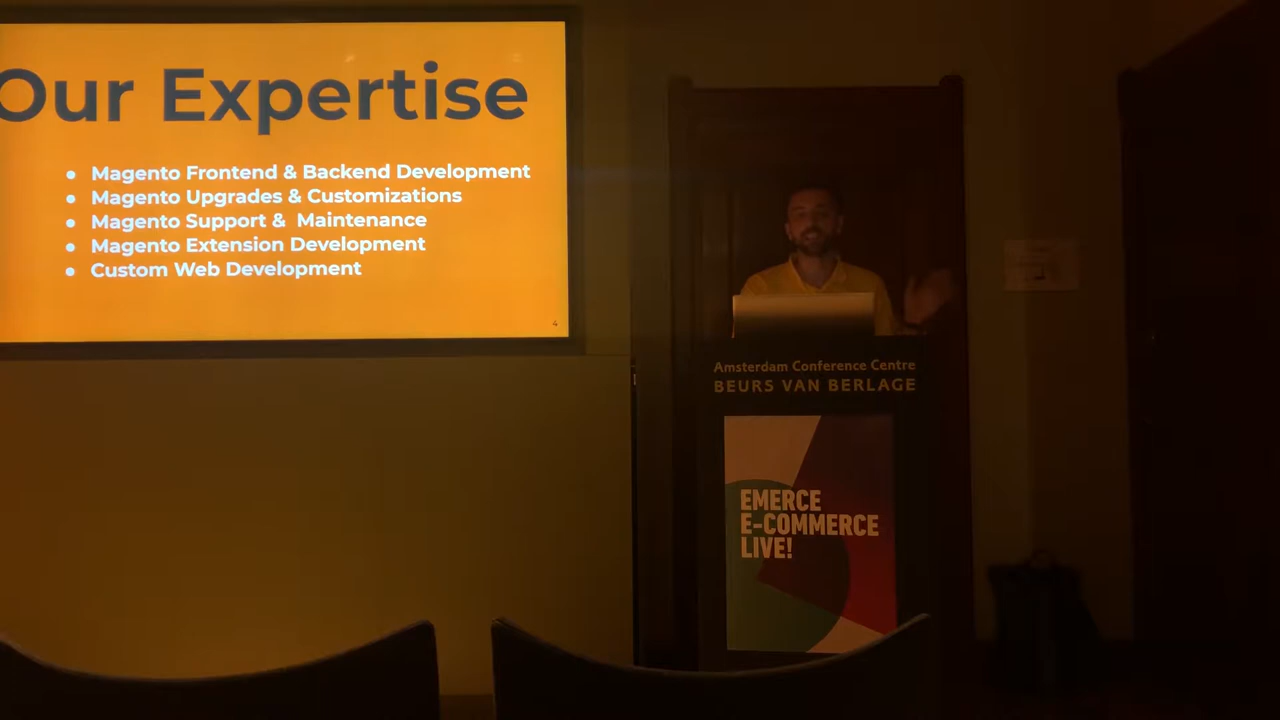 Our Expertise
● Magento Frontend & Backend Development
● Magento Upgrades & Customizations
● Magento Support & Maintenance
● Magento Extension Development
● Custom Web Development
4
Amsterdam Conference Centre
BEURS VAN BERLAGE
EMERCE
E-COMMERCE
LIVE!